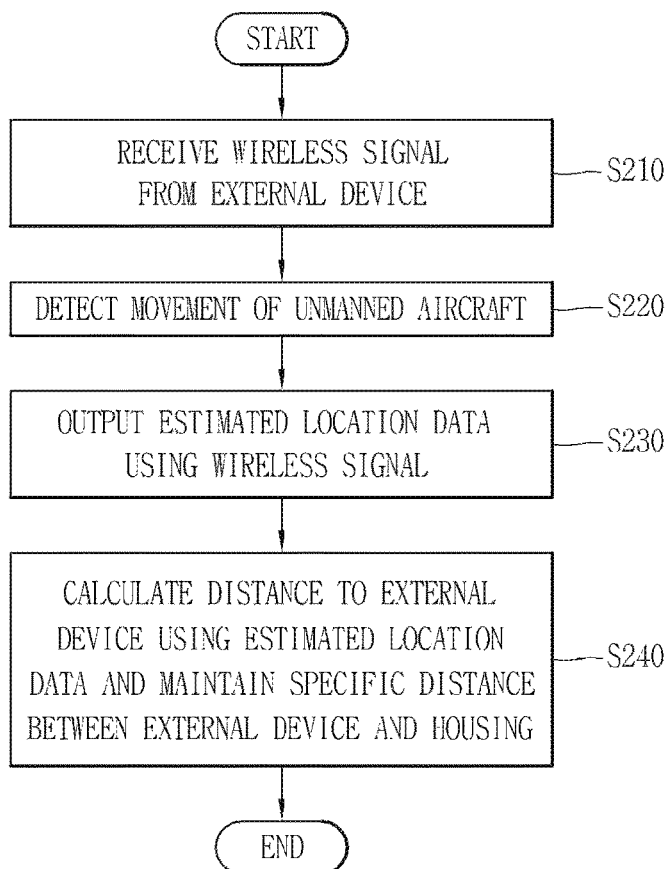 START
RECEIVE WIRELESS SIGNAL
FROM EXTERNAL DEVICE
S210
DETECT MOVEMENT OF UNMANNED AIRCRAFT
S220
OUTPUT ESTIMATED LOCATION DATA
USING WIRELESS SIGNAL
S230
CALCULATE DISTANCE TO EXTERNAL
DEVICE USING ESTIMATED LOCATION
DATA AND MAINTAIN SPECIFIC DISTANCE
BETWEEN EXTERNAL DEVICE AND HOUSING
S240
END